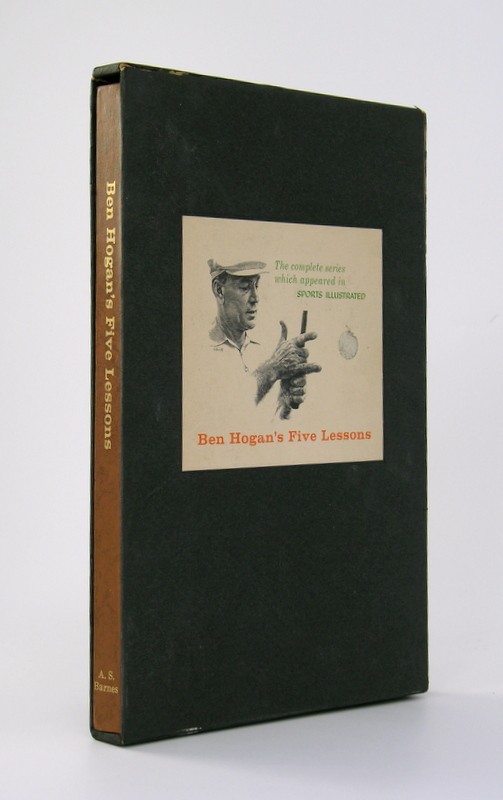 Ben Hogan's Five Lessons
A. S.
Barnes
The complete series
which appeared in
SPORTS ILLUSTRATED
Ben Hogan's Five Lessons